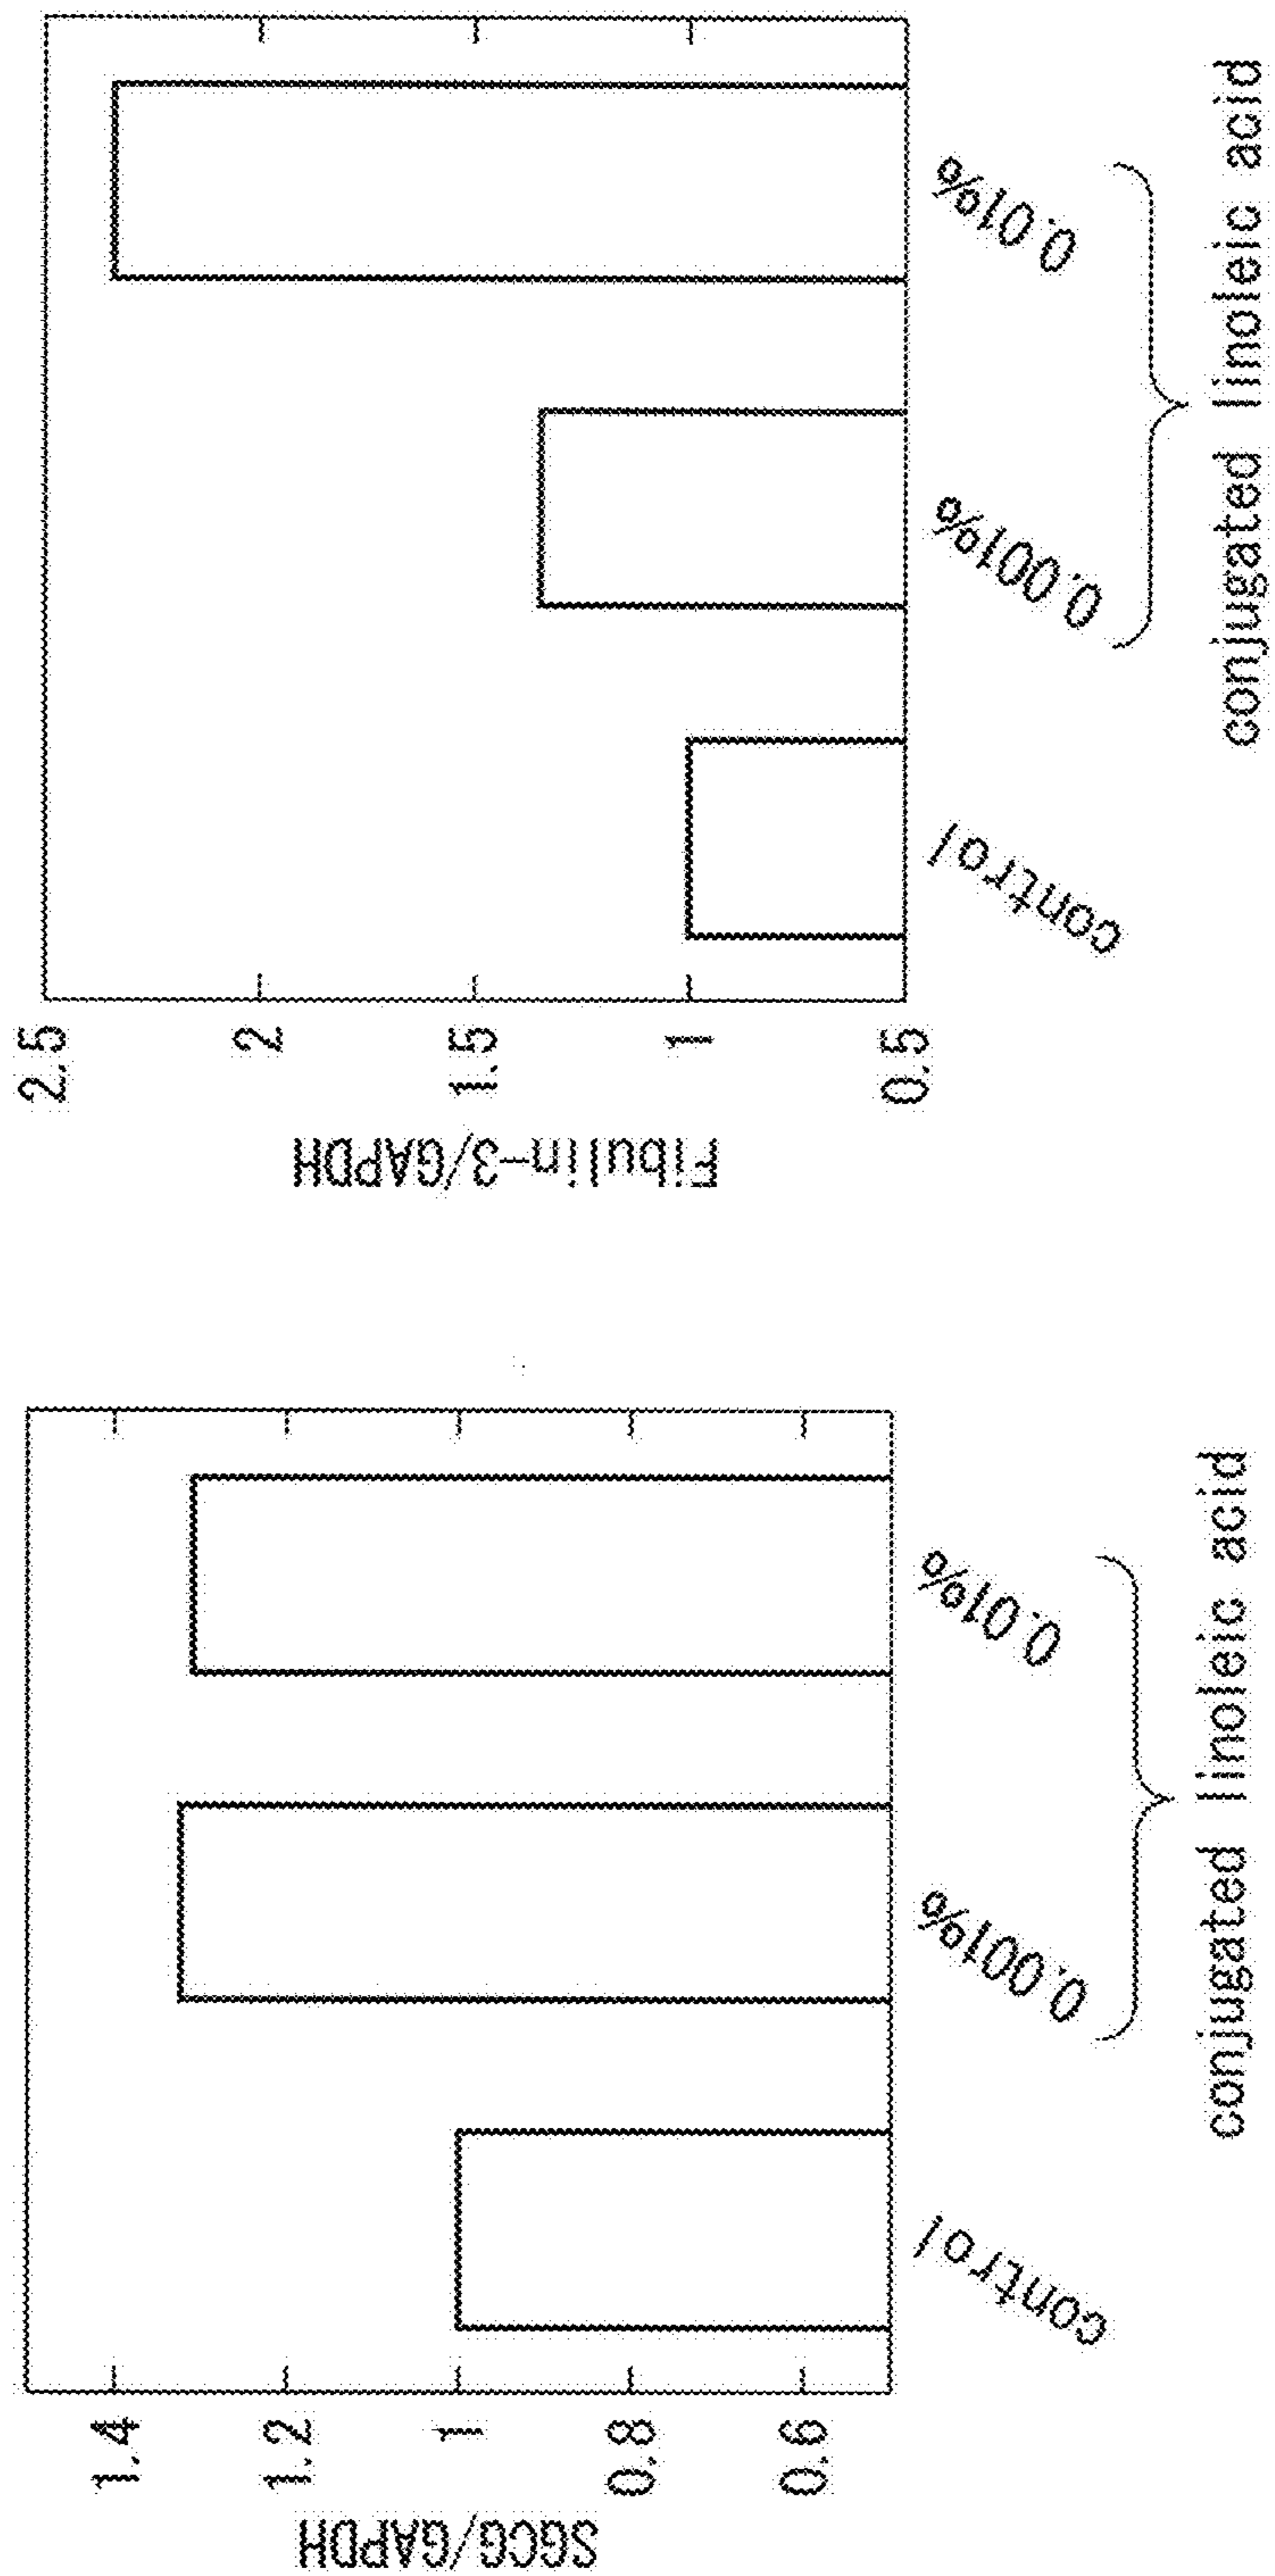 SGCG/GAPDH
1.4
1.2
1
0.8
0.6
control
0.001%
0.01%
conjugated linoleic acid
Fibulin-3/GAPDH
2.5
2
1.5
1
0.5
control
0.001%
0.01%
conjugated linoleic acid